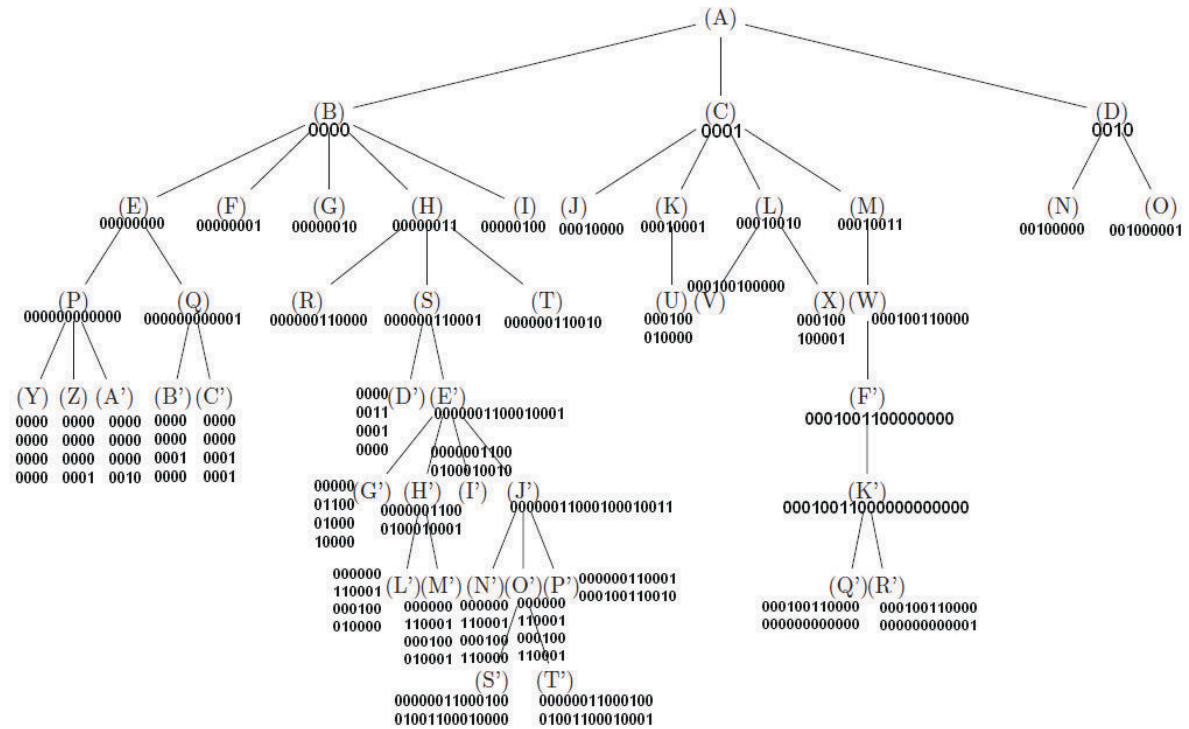 (A)
(B)
0000
(C)
0001
(D)
0010
(E)
00000000
(F)
00000001
(G)
00000010
(H)
00000011
(I)
00000100
(J)
00010000
(K)
00010001
(L)
00010010
(M)
00010011
(N)
00100000
(O)
001000001
(P)
000000000000
(Q)
000000000001
(R)
000000110000
(S)
000000110001
(T)
000000110010
(U)
000100
010000
(V)
000100100000
(X)
000100
100001
(W)
000100110000
(Y)
0000
0000
0000
0000
(Z)
0000
0000
0000
0001
(A')
0000
0000
0000
0010
(B')
0000
0000
0001
0000
(C')
0000
0000
0001
0001
(D')
0000
0011
0001
0000
(E')
0000001100010001
(F')
0001001100000000
(G')
00000
01100
01000
10000
(H')
0000001100
0100010001
(I')
0000001100
0100010010
(J')
00000011000100010011
(K')
00010011000000000000
(L')
000000
110001
000100
010000
(M')
000000
110001
000100
010001
(N')
000000
110001
000100
110000
(O')
000000
110001
000100
110001
(P')
000000110001
000100110010
(Q')
000100110000
000000000000
(R')
000100110000
000000000001
(S')
00000011000100
01001100010000
(T')
00000011000100
01001100010001